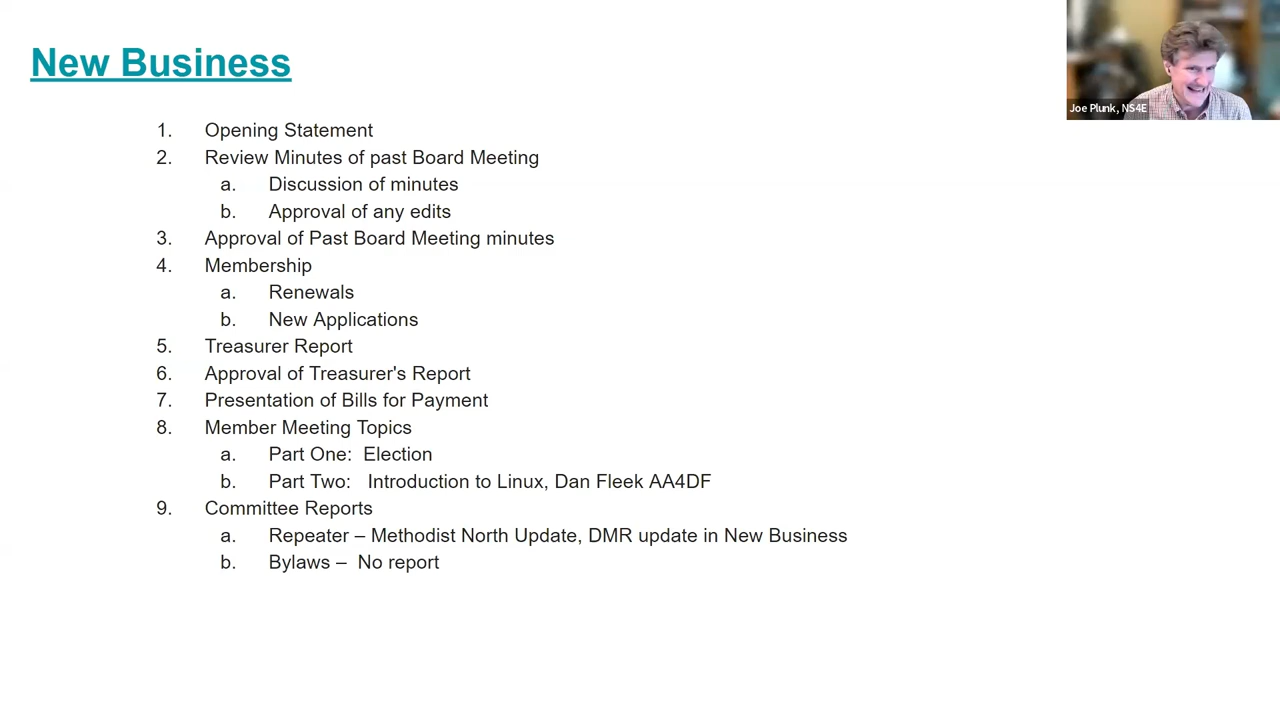 New Business
Joe Plunk, NS4E
1. Opening Statement
2. Review Minutes of past Board Meeting
a. Discussion of minutes
b. Approval of any edits
3. Approval of Past Board Meeting minutes
4. Membership
a. Renewals
b. New Applications
5. Treasurer Report
6. Approval of Treasurer's Report
7. Presentation of Bills for Payment
8. Member Meeting Topics
a. Part One:  Election
b. Part Two:   Introduction to Linux, Dan Fleek AA4DF
9. Committee Reports
a. Repeater – Methodist North Update, DMR update in New Business
b. Bylaws –  No report